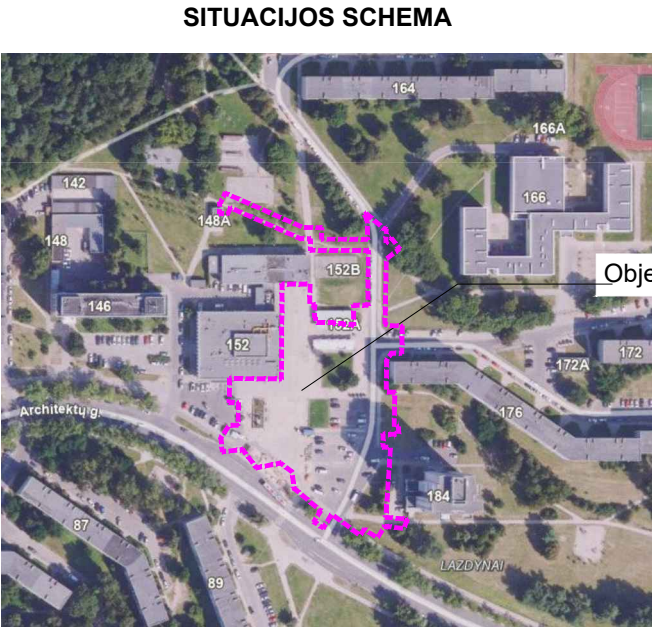 SITUACIJOS SCHEMA
164
166A
142
166
148A
148
152B
Obje
146
152A
152
172
172A
Architektų g.
176
184
87
LAZDYNAI
89